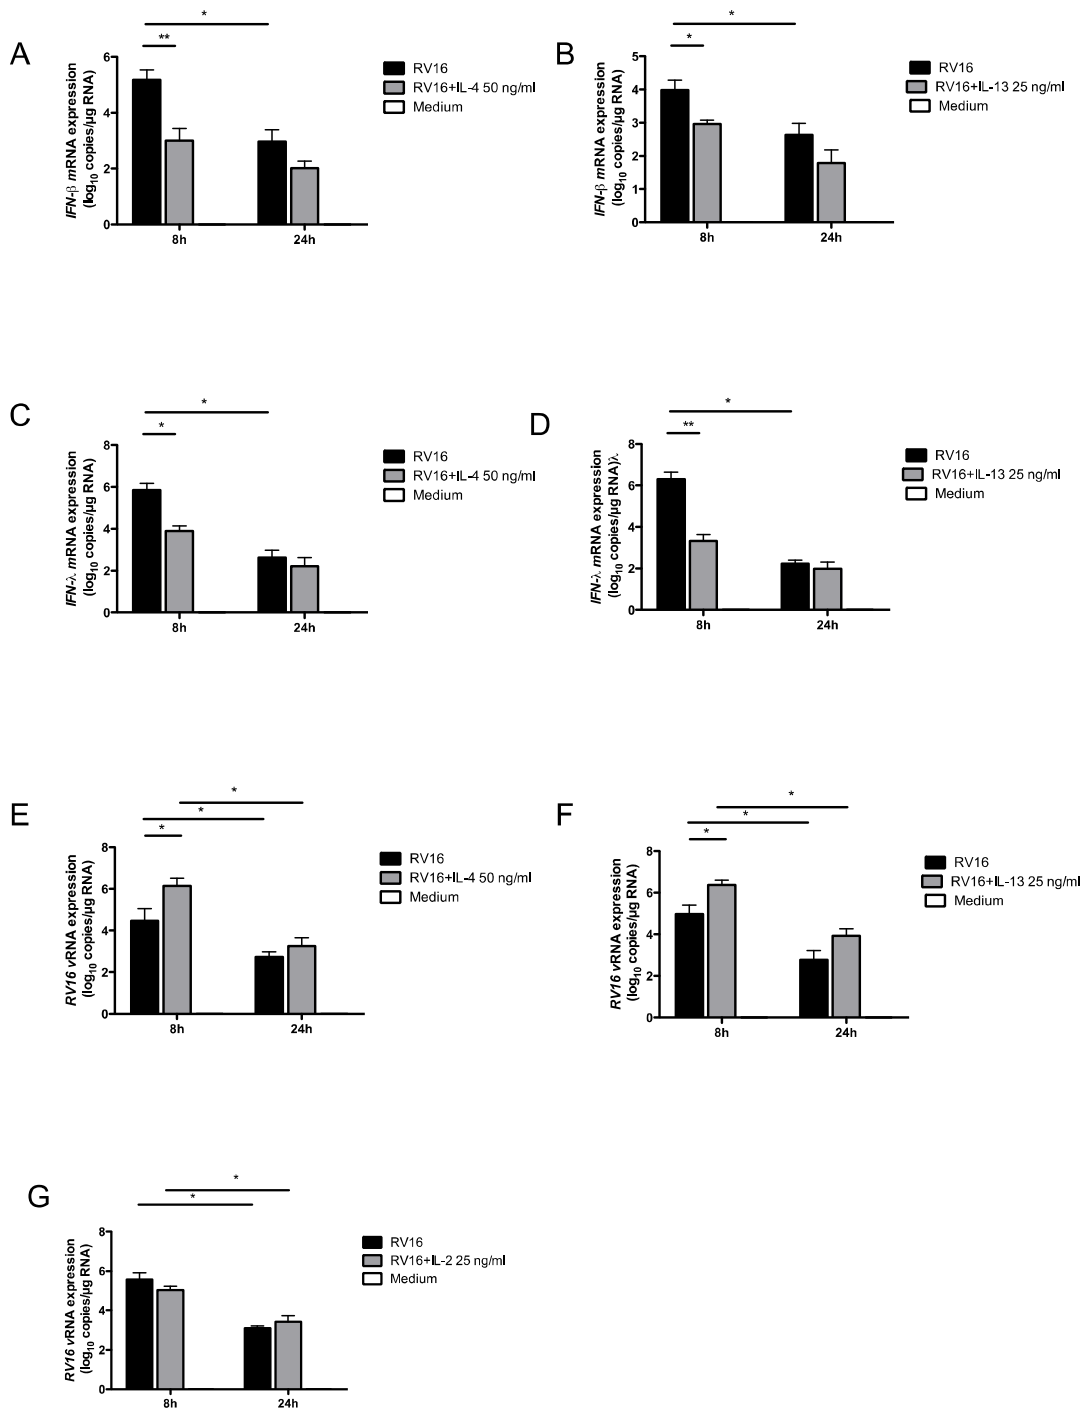 *
A
**
IFN-β mRNA expression
(log10 copies/µg RNA)
6
4
2
0
8h
24h
RV16
RV16+IL-4 50 ng/ml
Medium
*
B
*
IFN-β mRNA expression
(log10 copies/µg RNA)
5
4
3
2
1
0
8h
24h
RV16
RV16+IL-13 25 ng/ml
Medium
*
C
*
IFN-λ mRNA expression
(log10 copies/µg RNA)
8
6
4
2
0
8h
24h
RV16
RV16+IL-4 50 ng/ml
Medium
*
D
**
IFN-λ mRNA expression
(log10 copies/µg RNA)λ
8
6
4
2
0
8h
24h
RV16
RV16+IL-13 25 ng/ml
Medium
*
E
*
*
RV16 vRNA expression
(log10 copies/µg RNA)
8
6
4
2
0
8h
24h
RV16
RV16+IL-4 50 ng/ml
Medium
*
F
*
*
RV16 vRNA expression
(log10 copies/µg RNA)
8
6
4
2
0
8h
24h
RV16
RV16+IL-13 25 ng/ml
Medium
*
G
*
RV16 vRNA expression
(log10 copies/µg RNA)
8
6
4
2
0
8h
24h
RV16
RV16+IL-2 25 ng/ml
Medium